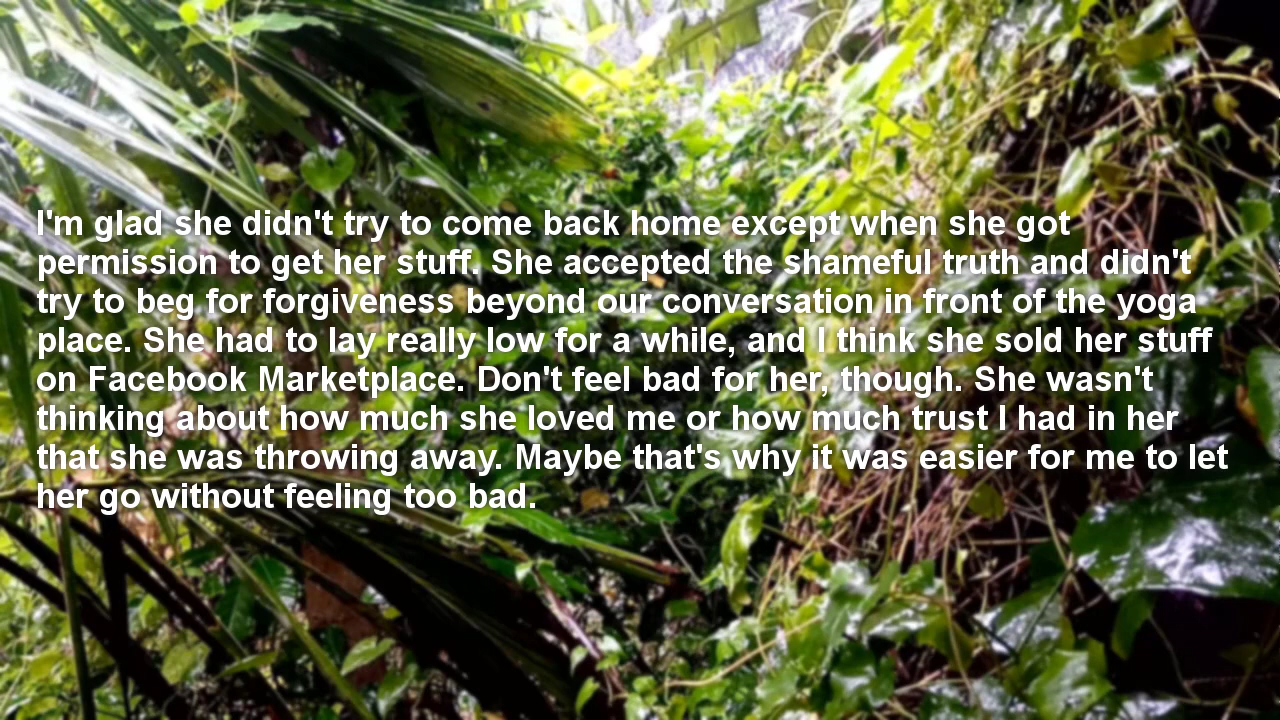 I'm glad she didn't try to come back home except when she got
permission to get her stuff. She accepted the shameful truth and didn't
try to beg for forgiveness beyond our conversation in front of the yoga
place. She had to lay really low for a while, and I think she sold her stuff
on Facebook Marketplace. Don't feel bad for her, though. She wasn't
thinking about how much she loved me or how much trust I had in her
that she was throwing away. Maybe that's why it was easier for me to let
her go without feeling too bad.